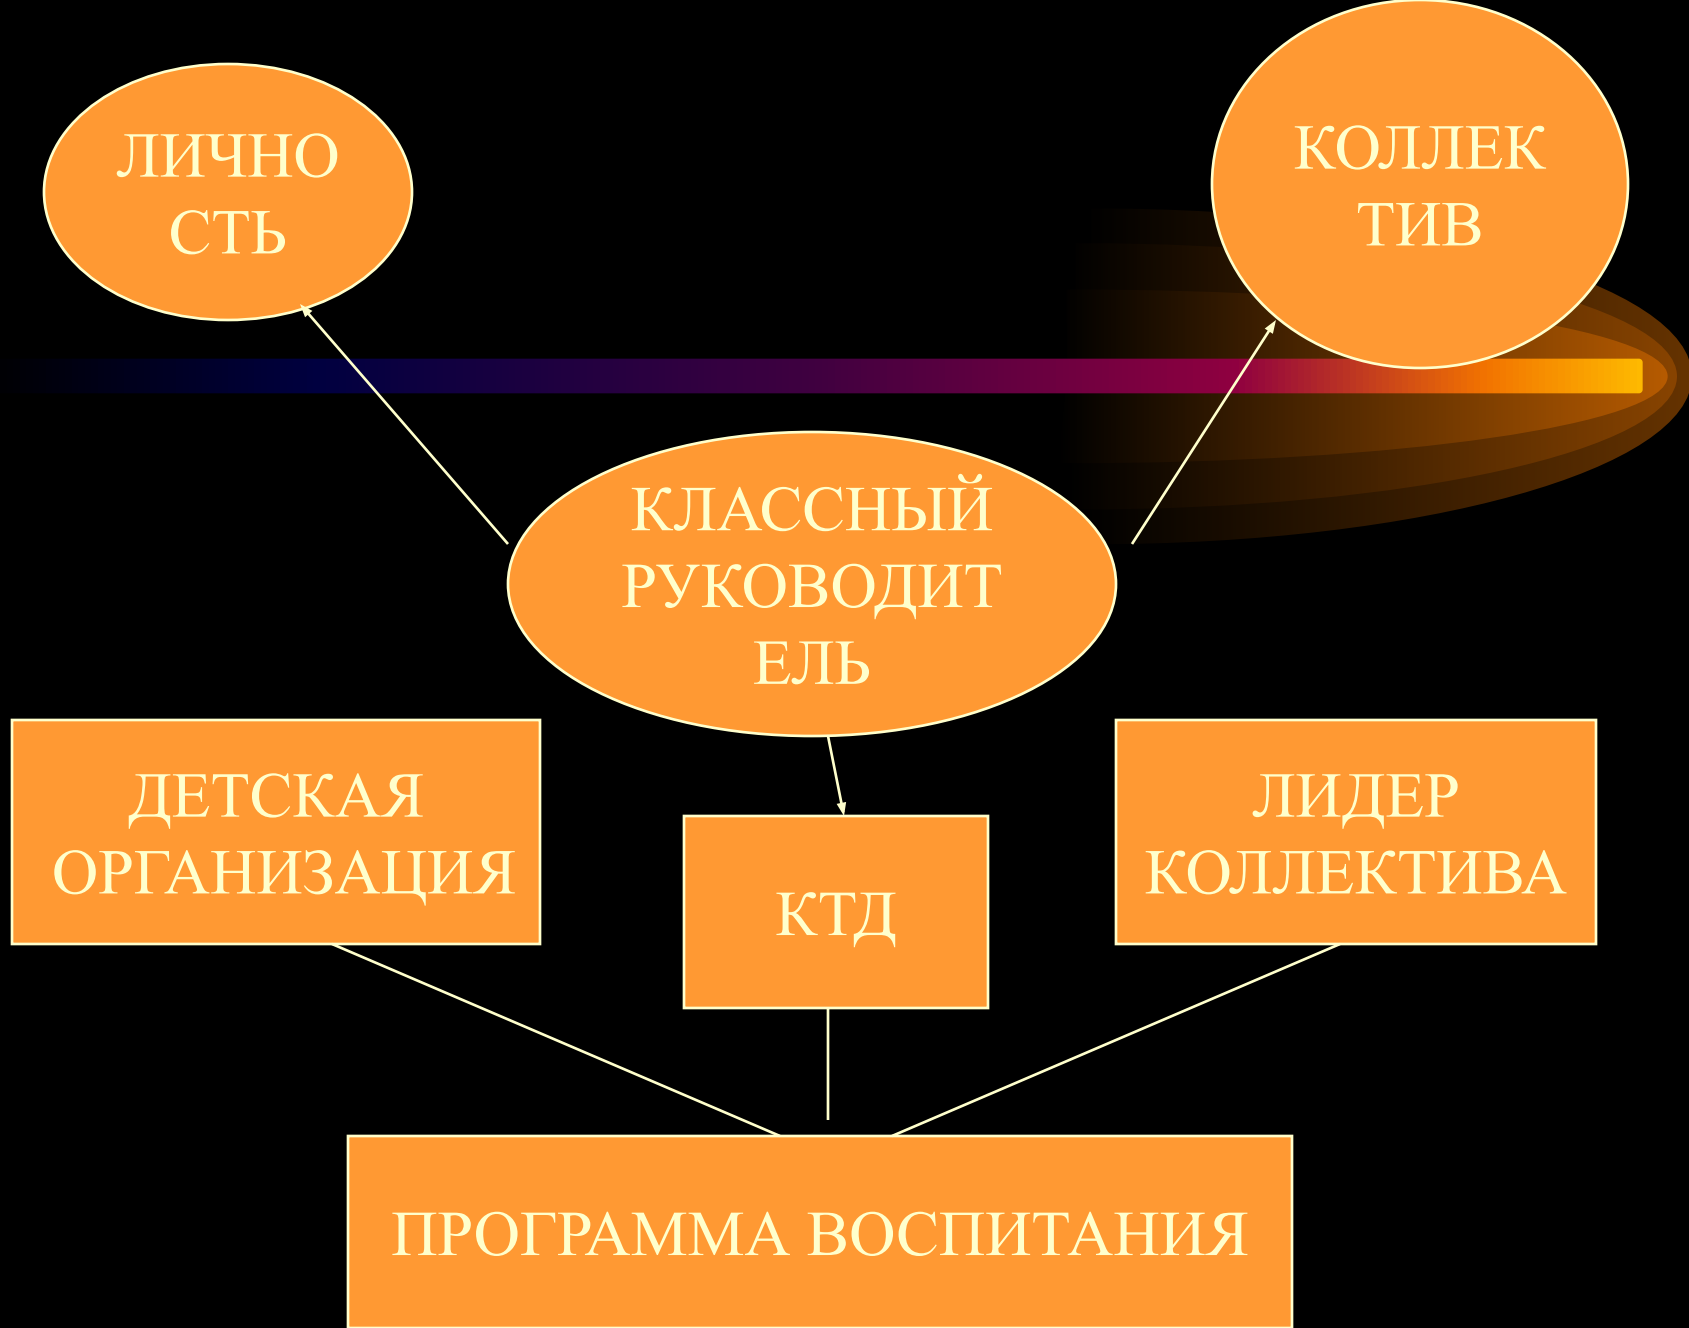 ЛИЧНО
СТЬ
КОЛЛЕК
ТИВ
КЛАССНЫЙ
РУКОВОДИТ
ЕЛЬ
ДЕТСКАЯ
ОРГАНИЗАЦИЯ
КТД
ЛИДЕР
КОЛЛЕКТИВА
ПРОГРАММА ВОСПИТАНИЯ